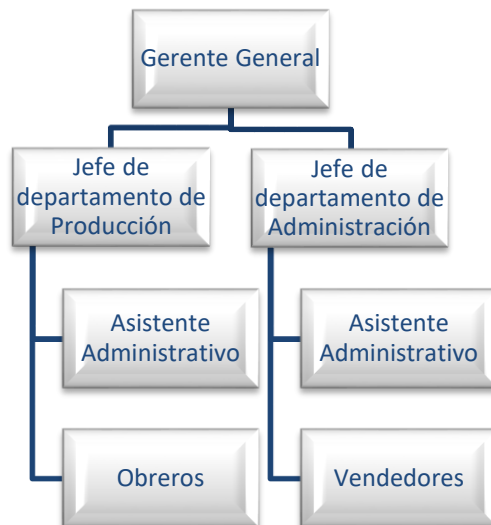 Gerente General
Jefe de
departamento de
Producción
Jefe de
departamento de
Administración
Asistente
Administrativo
Asistente
Administrativo
Obreros
Vendedores